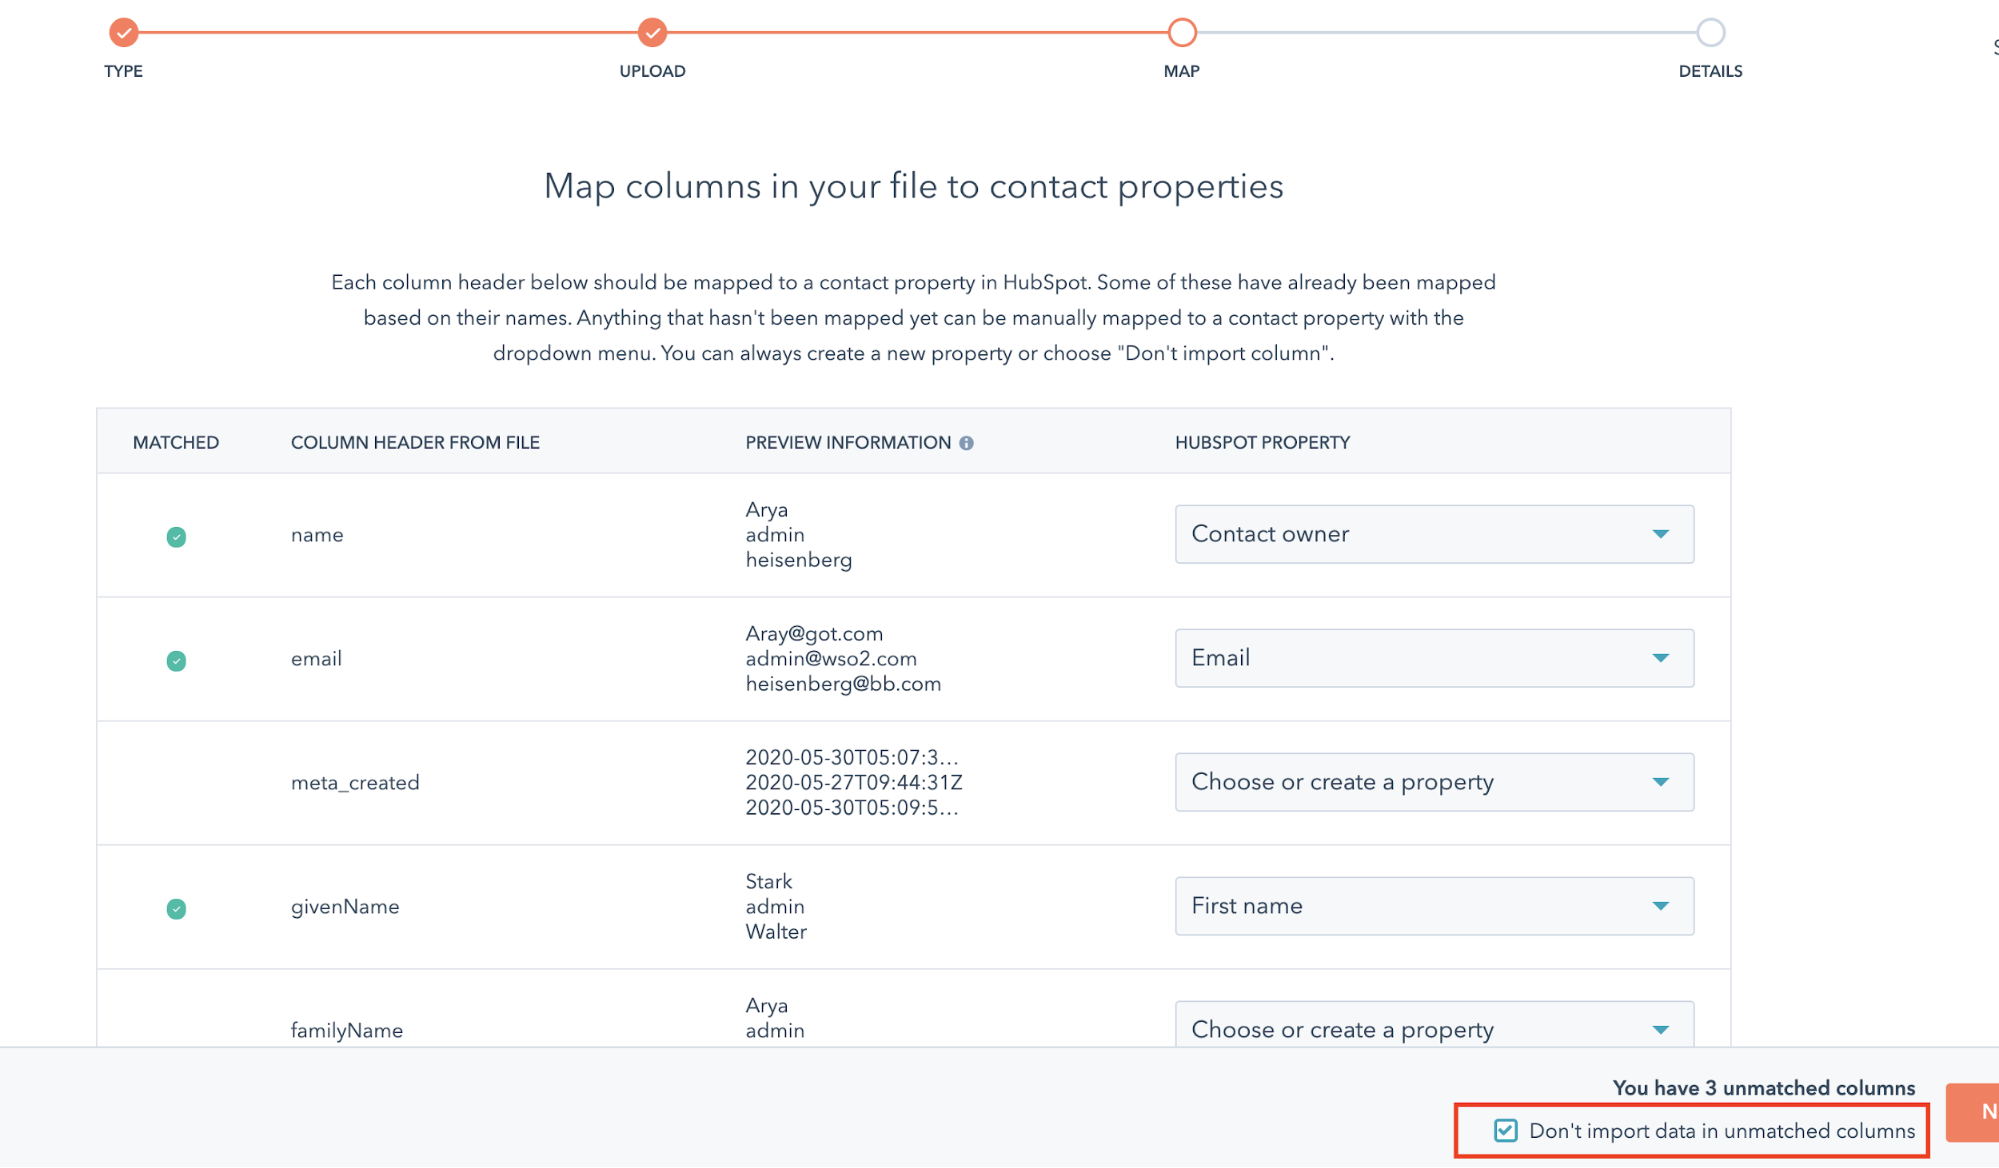 TYPE
UPLOAD
MAP
DETAILS
Map columns in your file to contact properties
Each column header below should be mapped to a contact property in HubSpot. Some of these have already been mapped
based on their names. Anything that hasn't been mapped yet can be manually mapped to a contact property with the
dropdown menu. You can always create a new property or choose "Don't import column".
MATCHED
COLUMN HEADER FROM FILE
PREVIEW INFORMATION
HUBSPOT PROPERTY
name
Arya
admin
heisenberg
Contact owner
email
Aray@got.com
admin@wso2.com
heisenberg@bb.com
Email
meta_created
2020-05-30T05:07:3...
2020-05-27T09:44:31Z
2020-05-30T05:09:5...
Choose or create a property
givenName
Stark
admin
Walter
First name
familyName
Arya
admin
Choose or create a property
You have 3 unmatched columns
Don't import data in unmatched columns